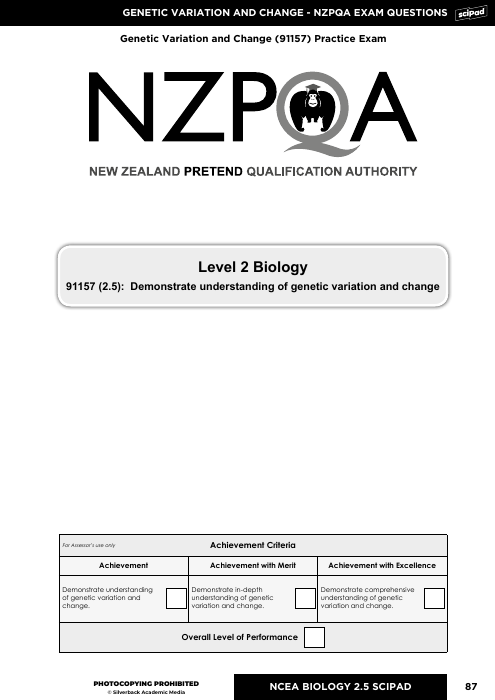 GENETIC VARIATION AND CHANGE - NZPQA EXAM QUESTIONS
scipad
Genetic Variation and Change (91157) Practice Exam
NZPQA
NEW ZEALAND PRETEND QUALIFICATION AUTHORITY
Level 2 Biology
91157 (2.5): Demonstrate understanding of genetic variation and change
For Assessor's use only
Achievement Criteria
Achievement
Achievement with Merit
Achievement with Excellence
Demonstrate understanding
of genetic variation and
change.
Demonstrate in-depth
understanding of genetic
variation and change.
Demonstrate comprehensive
understanding of genetic
variation and change.
Overall Level of Performance
PHOTOCOPYING PROHIBITED
© Silverback Academic Media
NCEA BIOLOGY 2.5 SCIPAD
87